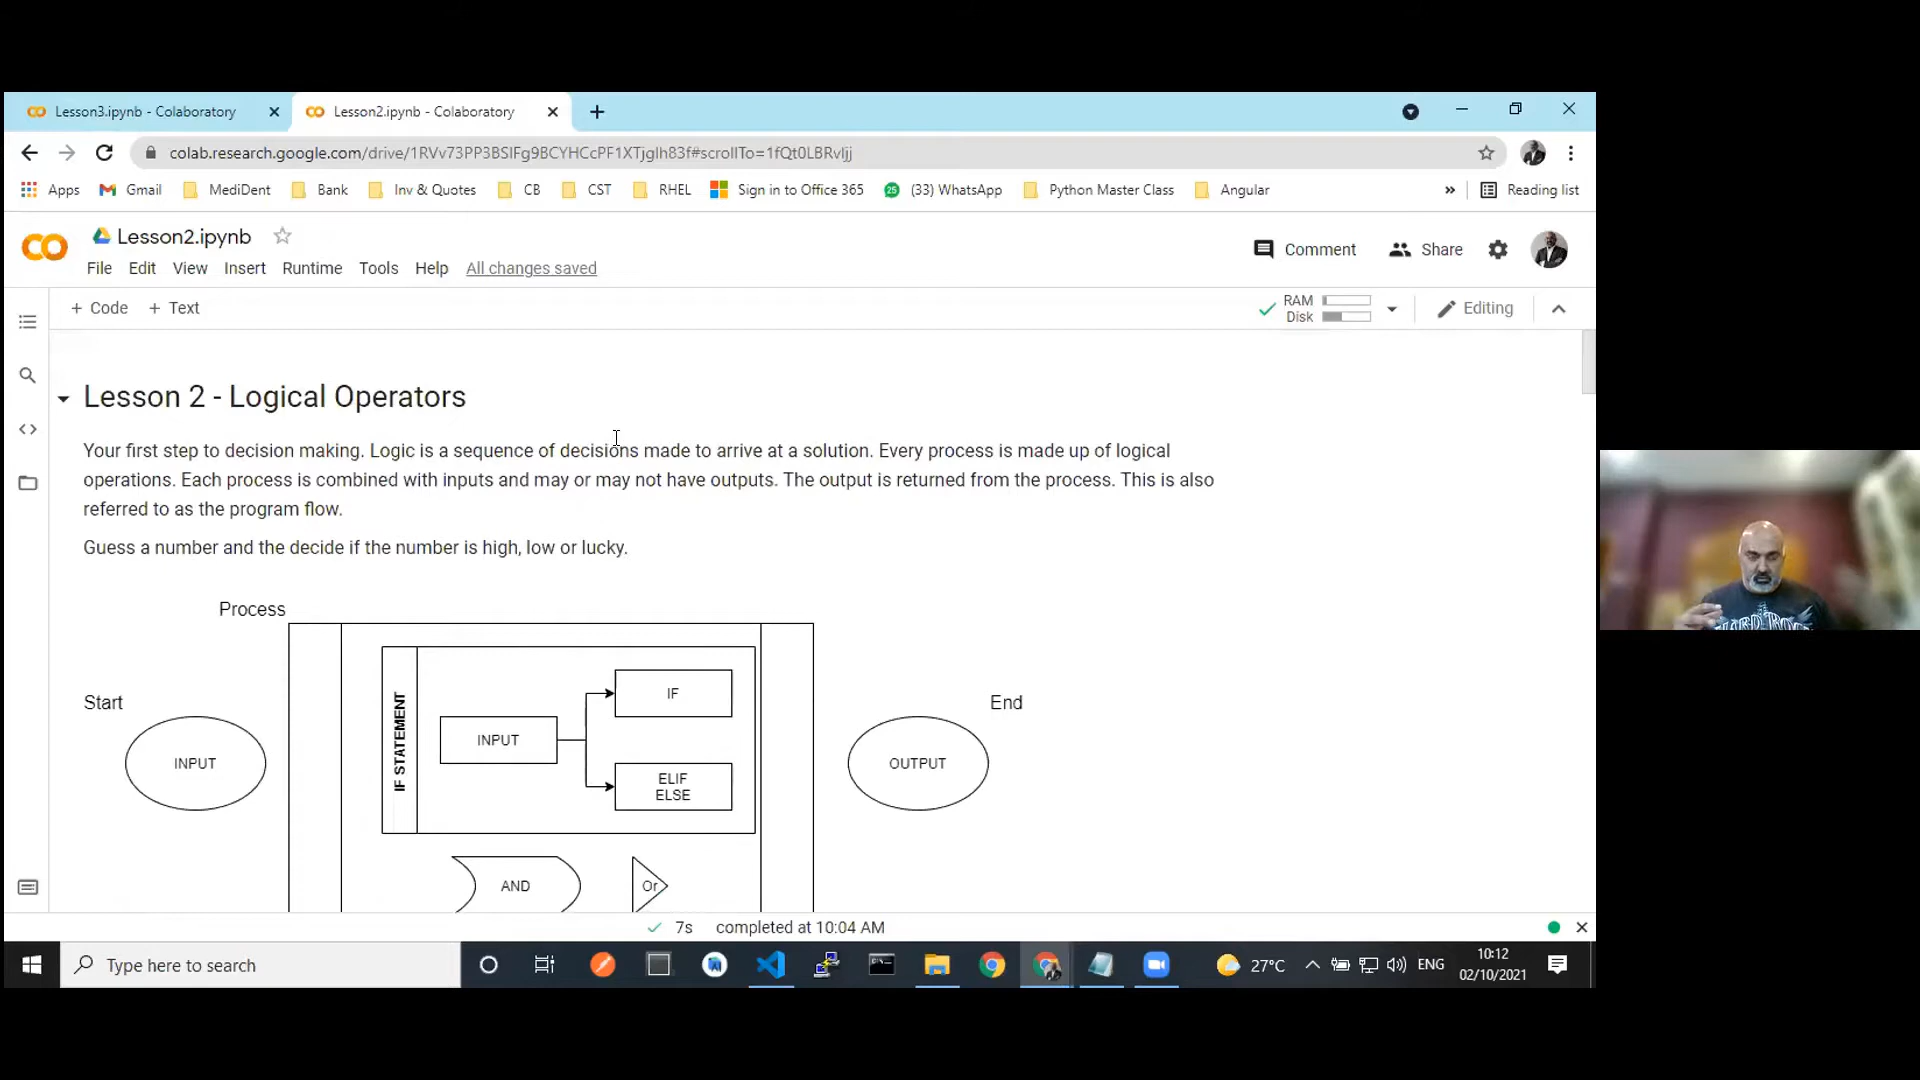 Lesson3.ipynb - Colaboratory
Lesson2.ipynb - Colaboratory
colab.research.google.com/drive/1RVv73PP3BSIFg9BCYHCcPF1XTjglh83f#scrollTo=1fQt0LBRvljj
Apps
Gmail
MediDent
Bank
Inv & Quotes
CB
CST
RHEL
Sign in to Office 365
25
(33) WhatsApp
Python Master Class
Angular
»
Reading list
CO
Lesson2.ipynb
Comment
Share
File Edit View Insert Runtime Tools Help All changes saved
+ Code + Text
RAM
Disk
Editing
Lesson 2 - Logical Operators
Your first step to decision making. Logic is a sequence of decisions made to arrive at a solution. Every process is made up of logical
operations. Each process is combined with inputs and may or may not have outputs. The output is returned from the process. This is also
referred to as the program flow.
Guess a number and the decide if the number is high, low or lucky.
Process
Start
INPUT
IF STATEMENT
INPUT
IF
ELIF
ELSE
AND
Or
End
OUTPUT
7s completed at 10:04 AM
Type here to search
27°C
ENG
10:12
02/10/2021